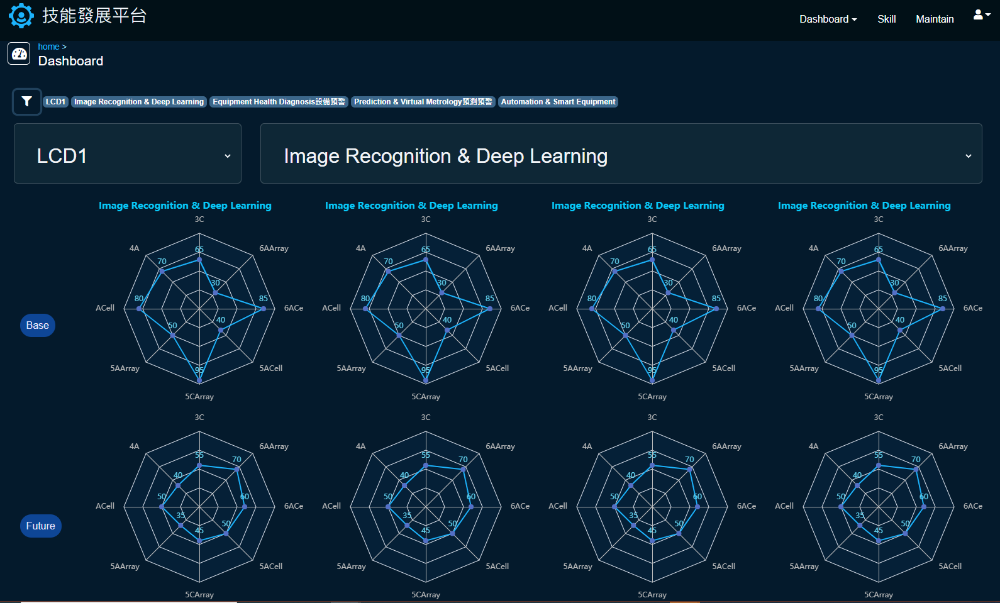 技能發展平台
Dashboard Skill Maintain
home >
Dashboard
LCD1 Image Recognition & Deep Learning Equipment Health Diagnosis設備預警 Prediction & Virtual Metrology預測預警 Automation & Smart Equipment
LCD1 Image Recognition & Deep Learning
Image Recognition & Deep Learning Image Recognition & Deep Learning Image Recognition & Deep Learning Image Recognition & Deep Learning
3C 3C 3C 3C
4A 65 6AArray 4A 65 6AArray 4A 65 6AArray 4A 65 6AArray
70 70 70 70
30 30 30 30
80 85 80 85 80 85 80 85
ACell 6ACe ACell 6ACe ACell 6ACe ACell 6ACe
Base
50 40 50 40 50 40 50 40
5AArray 95 5ACell 5AArray 95 5ACell 5AArray 95 5ACell 5AArray 95 5ACell
5CArray 5CArray 5CArray 5CArray
3C 3C 3C 3C
4A 6AArray 4A 6AArray 4A 6AArray 4A 6AArray
55 70 55 70 55 70 55 70
40 40 40 40
50 60 50 60 50 60 50 60
ACell 6ACe ACell 6ACe ACell 6ACe ACell 6ACe
35 35 35 35
Future
45 50 45 50 45 50 45 50
5AArray 5ACell 5AArray 5ACell 5AArray 5ACell 5AArray 5ACell
5CArray 5CArray 5CArray 5CArray